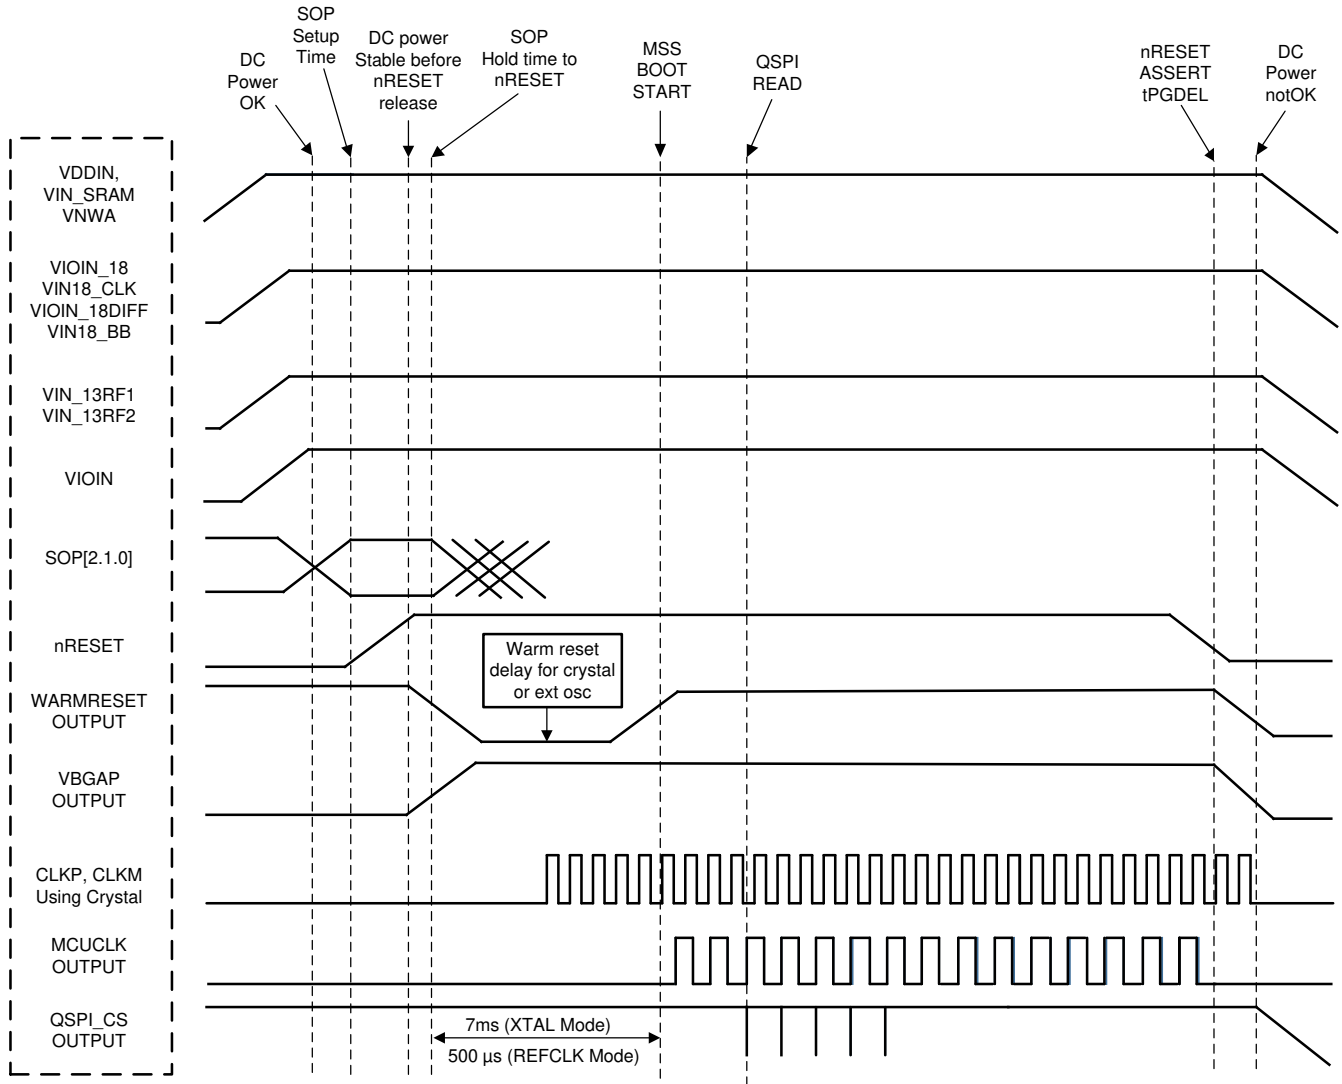 DC
Power
OK
SOP
Setup
Time
DC power
Stable before
nRESET
release
SOP
Hold time to
nRESET
MSS
BOOT
START
QSPI
READ
nRESET
ASSERT
tPGDEL
DC
Power
notOK
VDDIN,
VIN_SRAM
VNWA
VIOIN_18
VIN18_CLK
VIOIN_18DIFF
VIN18_BB
VIN_13RF1
VIN_13RF2
VIOIN
SOP[2.1.0]
nRESET
Warm reset
delay for crystal
or ext osc
WARMRESET
OUTPUT
VBGAP
OUTPUT
CLKP, CLKM
Using Crystal
MCUCLK
OUTPUT
QSPI_CS
OUTPUT
7ms (XTAL Mode)
500 µs (REFCLK Mode)